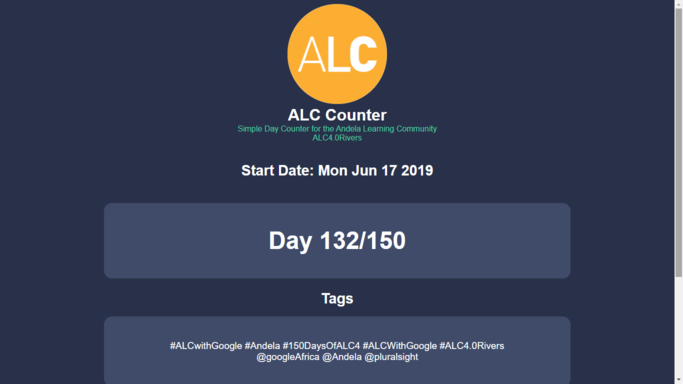 ALC
ALC Counter
Simple Day Counter for the Andela Learning Community
ALC4.0Rivers
Start Date: Mon Jun 17 2019
Day 132/150
Tags
#ALCwithGoogle #Andela #150DaysOfALC4 #ALCWithGoogle #ALC4.0Rivers
@googleAfrica @Andela @pluralsight